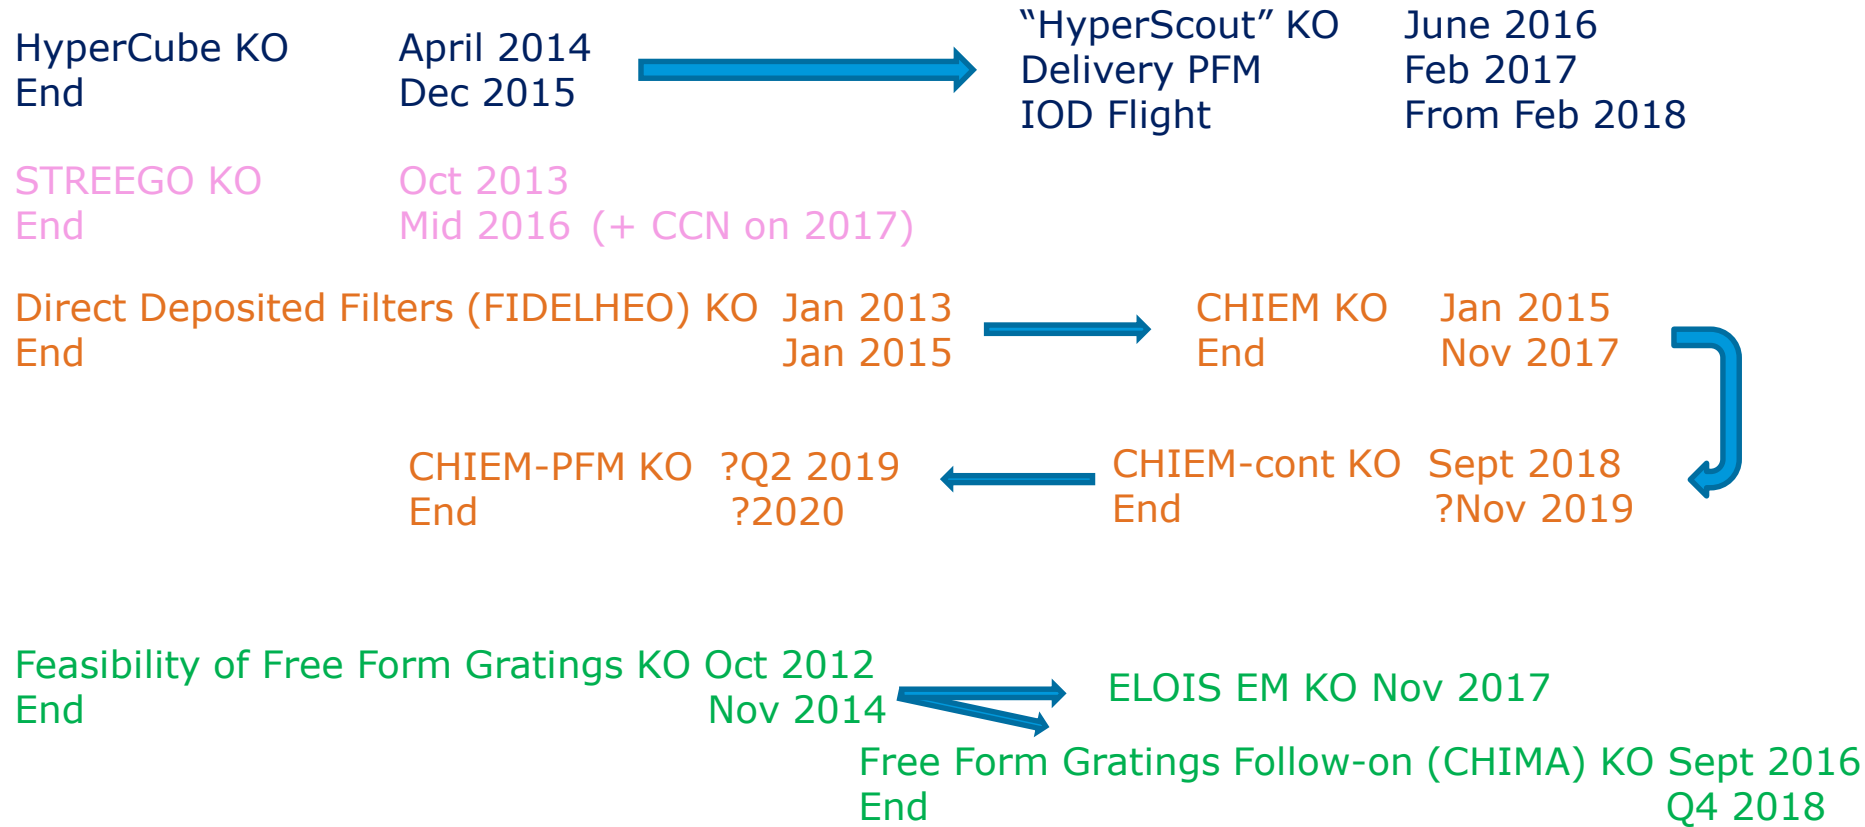 HyperCube KO April 2014
End Dec 2015
“HyperScout” KO June 2016
Delivery PFM Feb 2017
IOD Flight From Feb 2018
STREEGO KO Oct 2013
End Mid 2016 (+ CCN on 2017)
Direct Deposited Filters (FIDELHEO) KO Jan 2013
End Jan 2015
CHIEM KO Jan 2015
End Nov 2017
CHIEM-cont KO Sept 2018
End ?Nov 2019
CHIEM-PFM KO ?Q2 2019
End ?2020
Feasibility of Free Form Gratings KO Oct 2012
End Nov 2014
ELOIS EM KO Nov 2017
Free Form Gratings Follow-on (CHIMA) KO Sept 2016
End Q4 2018